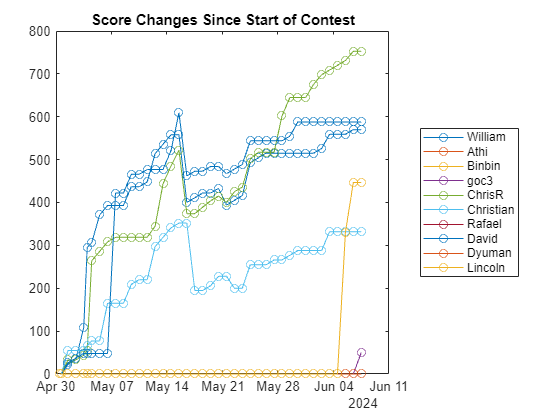 Score Changes Since Start of Contest
800
700
600
500
400
300
200
100
0
Apr 30 May 07 May 14 May 21 May 28 Jun 04 Jun 11
2024
William
Athi
Binbin
goc3
ChrisR
Christian
Rafael
David
Dyuman
Lincoln